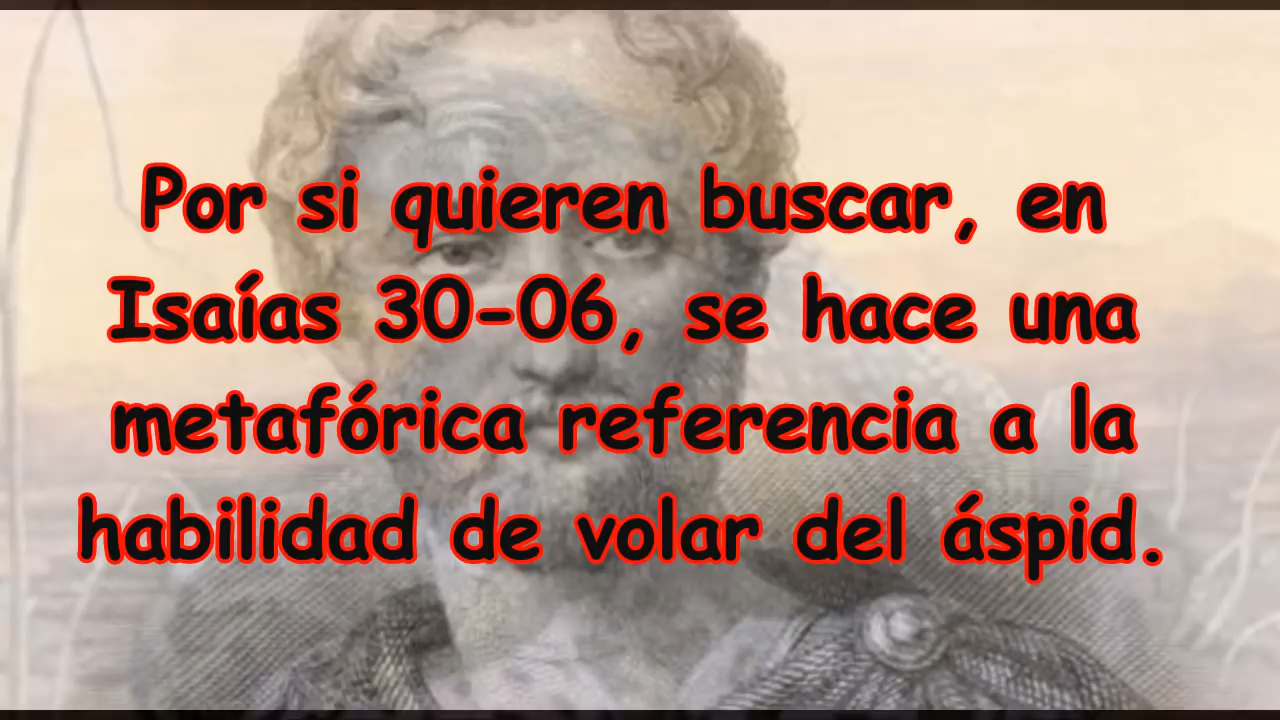 Por si quieren buscar, en
Isaías 30-06, se hace una
metafórica referencia a la
habilidad de volar del áspid.